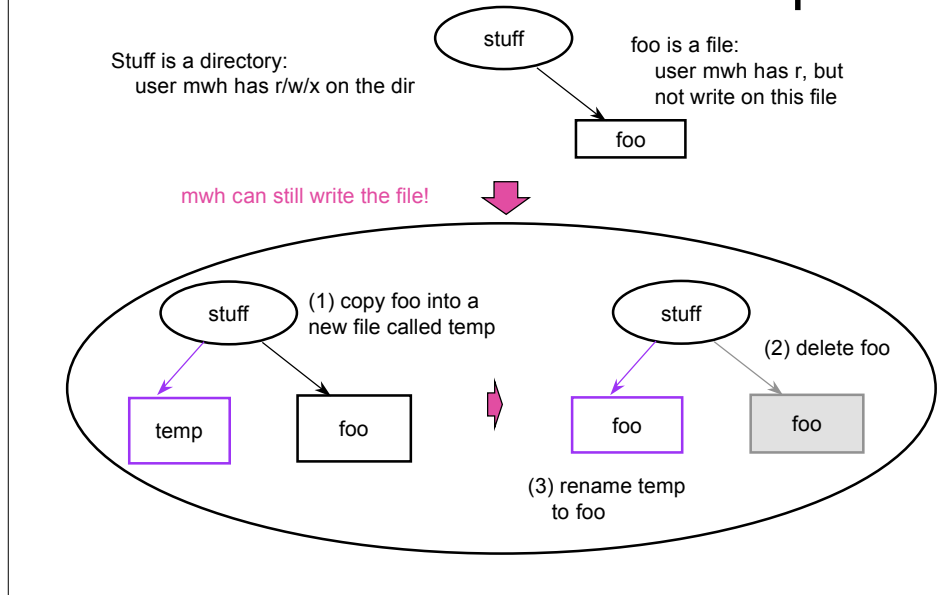 stuff
Stuff is a directory:
user mwh has r/w/x on the dir
foo is a file:
user mwh has r, but
not write on this file
foo
mwh can still write the file!
stuff
(1) copy foo into a
new file called temp
temp
foo
stuff
(2) delete foo
foo
foo
(3) rename temp
to foo